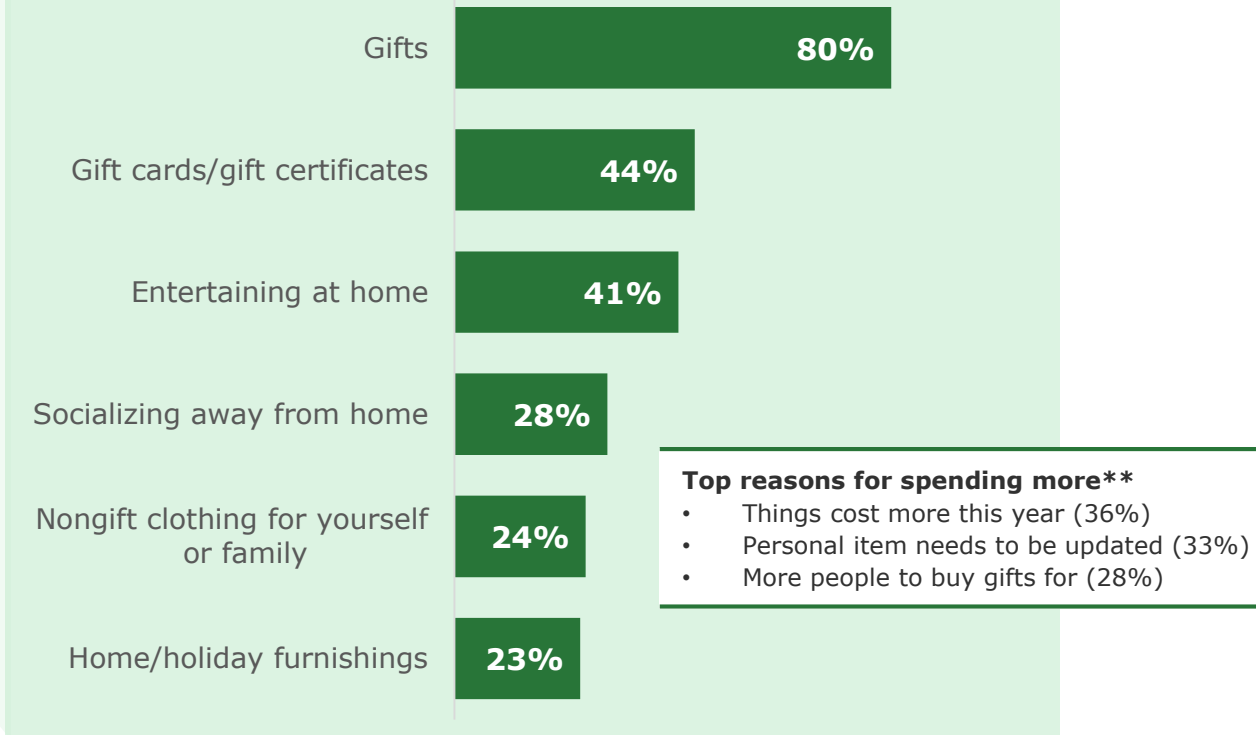 Gifts
80%
Gift cards/gift certificates
44%
Entertaining at home
41%
Socializing away from home
28%
Nongift clothing for yourself
or family
24%
Home/holiday furnishings
23%
Top reasons for spending more**
• Things cost more this year (36%)
• Personal item needs to be updated (33%)
• More people to buy gifts for (28%)